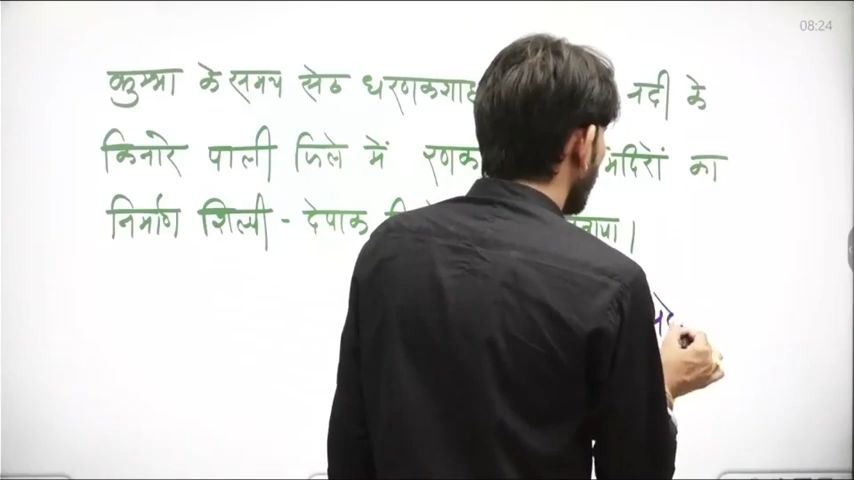 08:24
कुम्भा के समय सेठ धरणकशाह नदी के
किनारे पाली जिले में रणक मंदिरों का
निर्माण शिल्पी - देपाक